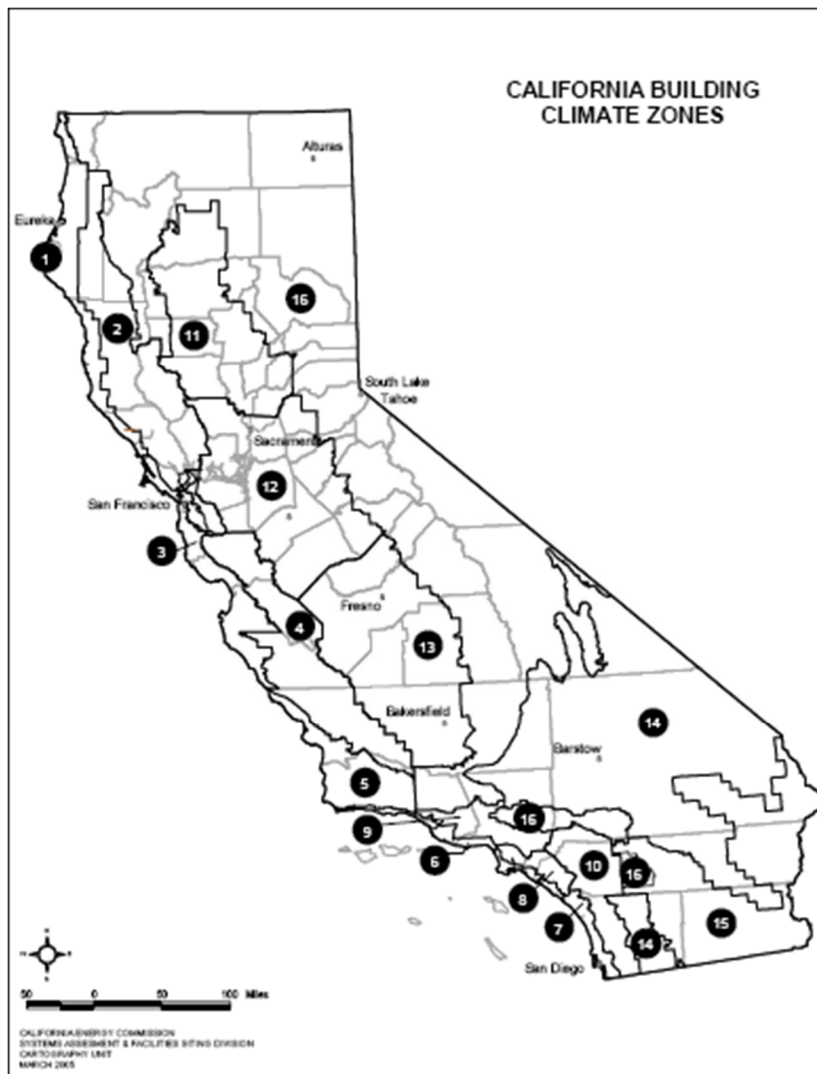 CALIFORNIA BUILDING
CLIMATE ZONES
Alturas
Eureka
1
16
2
11
South Lake
Tahoe
Sacramento
12
San Francisco
3
Fresno
4
13
Bakersfield
14
Barstow
5
16
9
6
10
16
8
15
7
14
San Diego
50 0 50 100 Miles
CALIFORNIA ENERGY COMMISSION
SYSTEMS ASSESSMENT & FACILITIES SITING DIVISION
CARTOGRAPHY UNIT
MARCH 2005